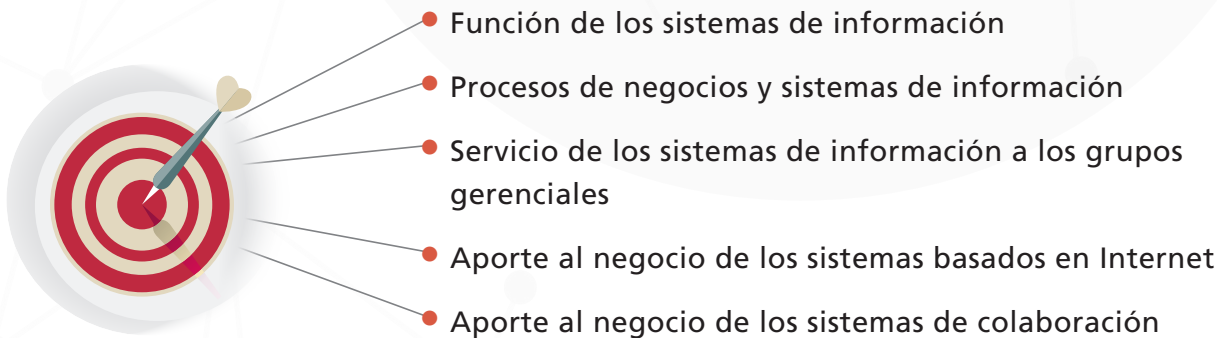 Función de los sistemas de información
Procesos de negocios y sistemas de información
Servicio de los sistemas de información a los grupos
gerenciales
Aporte al negocio de los sistemas basados en Internet
Aporte al negocio de los sistemas de colaboración